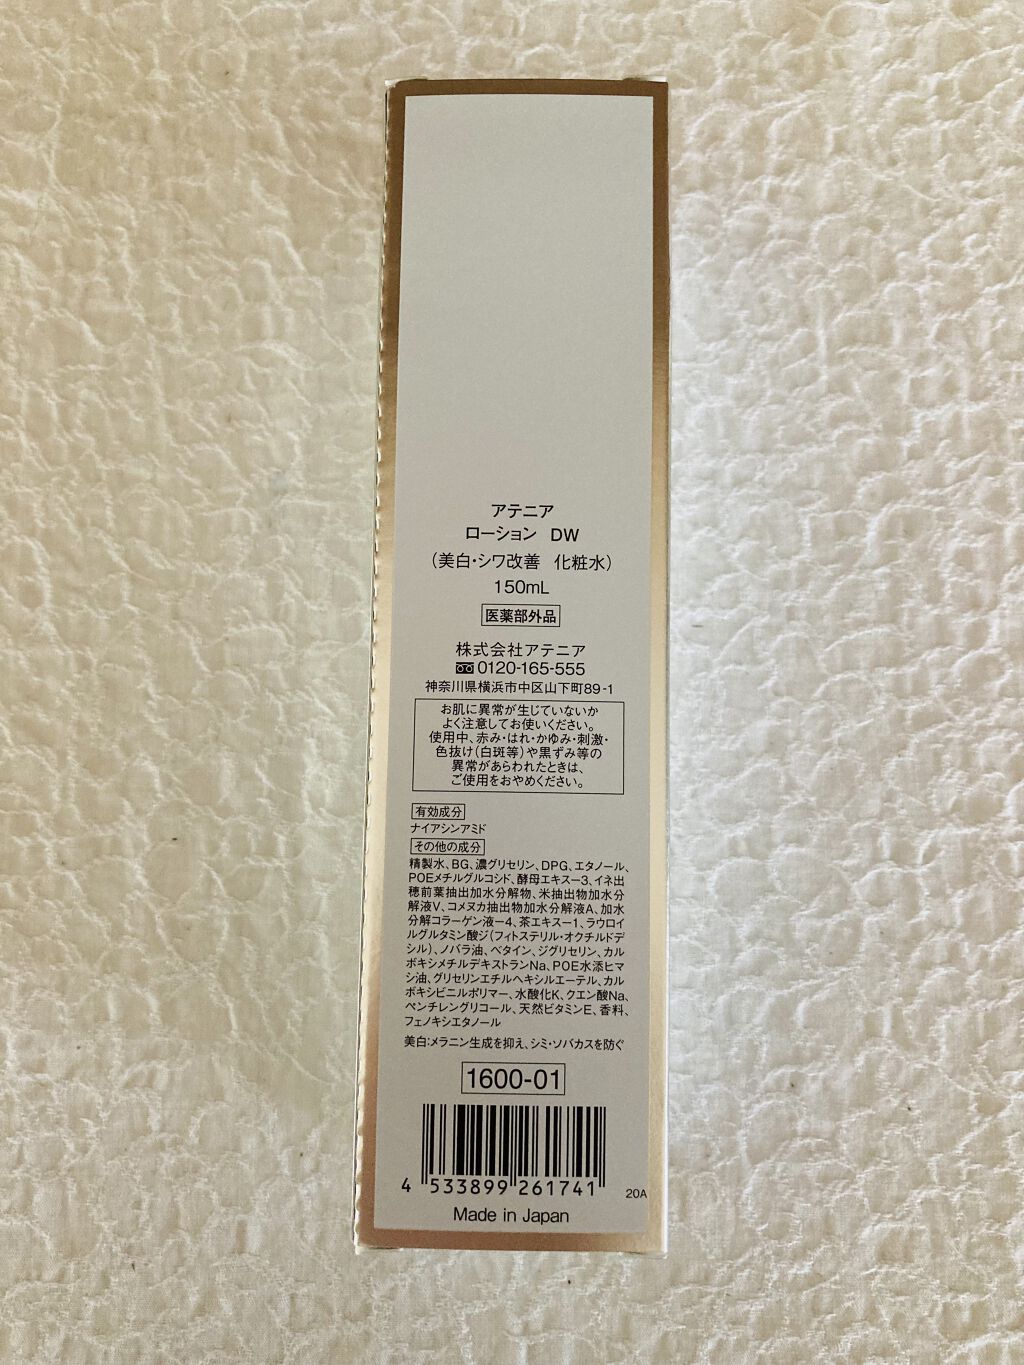 アテニア
ローション DW
（美白・シワ改善 化粧水）
150mL
医薬部外品
株式会社アテニア
0120-165-555
神奈川県横浜市中区山下町89-1
お肌に異常が生じていないか
よく注意してお使いください。
使用中、赤み・はれ・かゆみ・刺激・
色抜け（白斑等）や黒ずみ等の
異常があらわれたときは、
ご使用をおやめください。
有効成分
ナイアシンアミド
その他の成分
精製水、BG、濃グリセリン、DPG、エタノール、
POEメチルグルコシド、酵母エキス－3、イネ出
穂前葉抽出加水分解物、米抽出物加水分
解液V、コメヌカ抽出物加水分解液A、加水
分解コラーゲン液－4、茶エキス－1、ラウロイ
ルグルタミン酸ジ（フィトステリル・オクチルドデ
シル）、ノバラ油、ベタイン、ジグリセリン、カル
ボキシメチルデキストランNa、POE水添ヒマ
シ油、グリセリンエチルヘキシルエーテル、カル
ボキシビニルポリマー、水酸化K、クエン酸Na、
ペンチレングリコール、天然ビタミンE、香料、
フェノキシエタノール
美白：メラニン生成を抑え、シミ・ソバカスを防ぐ
1600-01
4 533899 261741
20A
Made in Japan